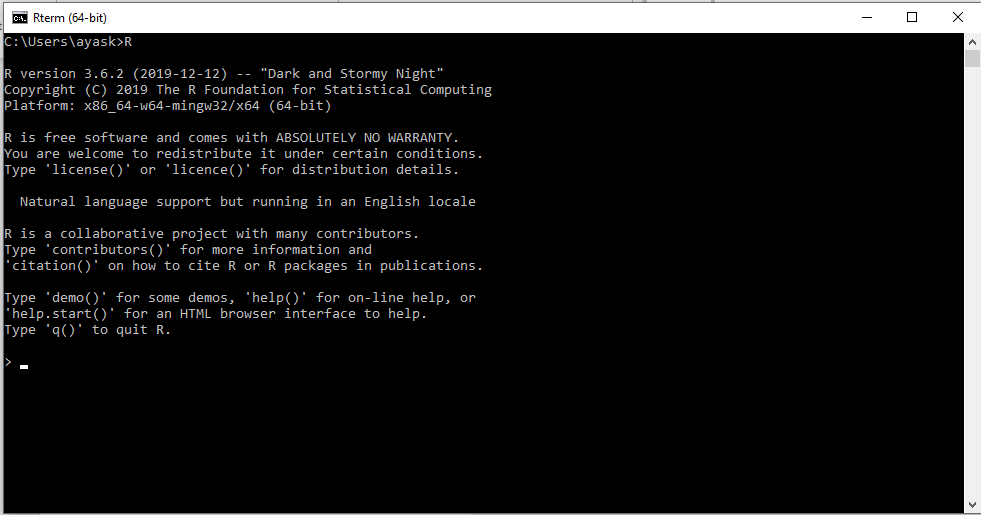 Rterm (64-bit)
C:\Users\ayask>R
R version 3.6.2 (2019-12-12) -- "Dark and Stormy Night"
Copyright (C) 2019 The R Foundation for Statistical Computing
Platform: x86_64-w64-mingw32/x64 (64-bit)
R is free software and comes with ABSOLUTELY NO WARRANTY.
You are welcome to redistribute it under certain conditions.
Type 'license()' or 'licence()' for distribution details.
Natural language support but running in an English locale
R is a collaborative project with many contributors.
Type 'contributors()' for more information and
'citation()' on how to cite R or R packages in publications.
Type 'demo()' for some demos, 'help()' for on-line help, or
'help.start()' for an HTML browser interface to help.
Type 'q()' to quit R.
>